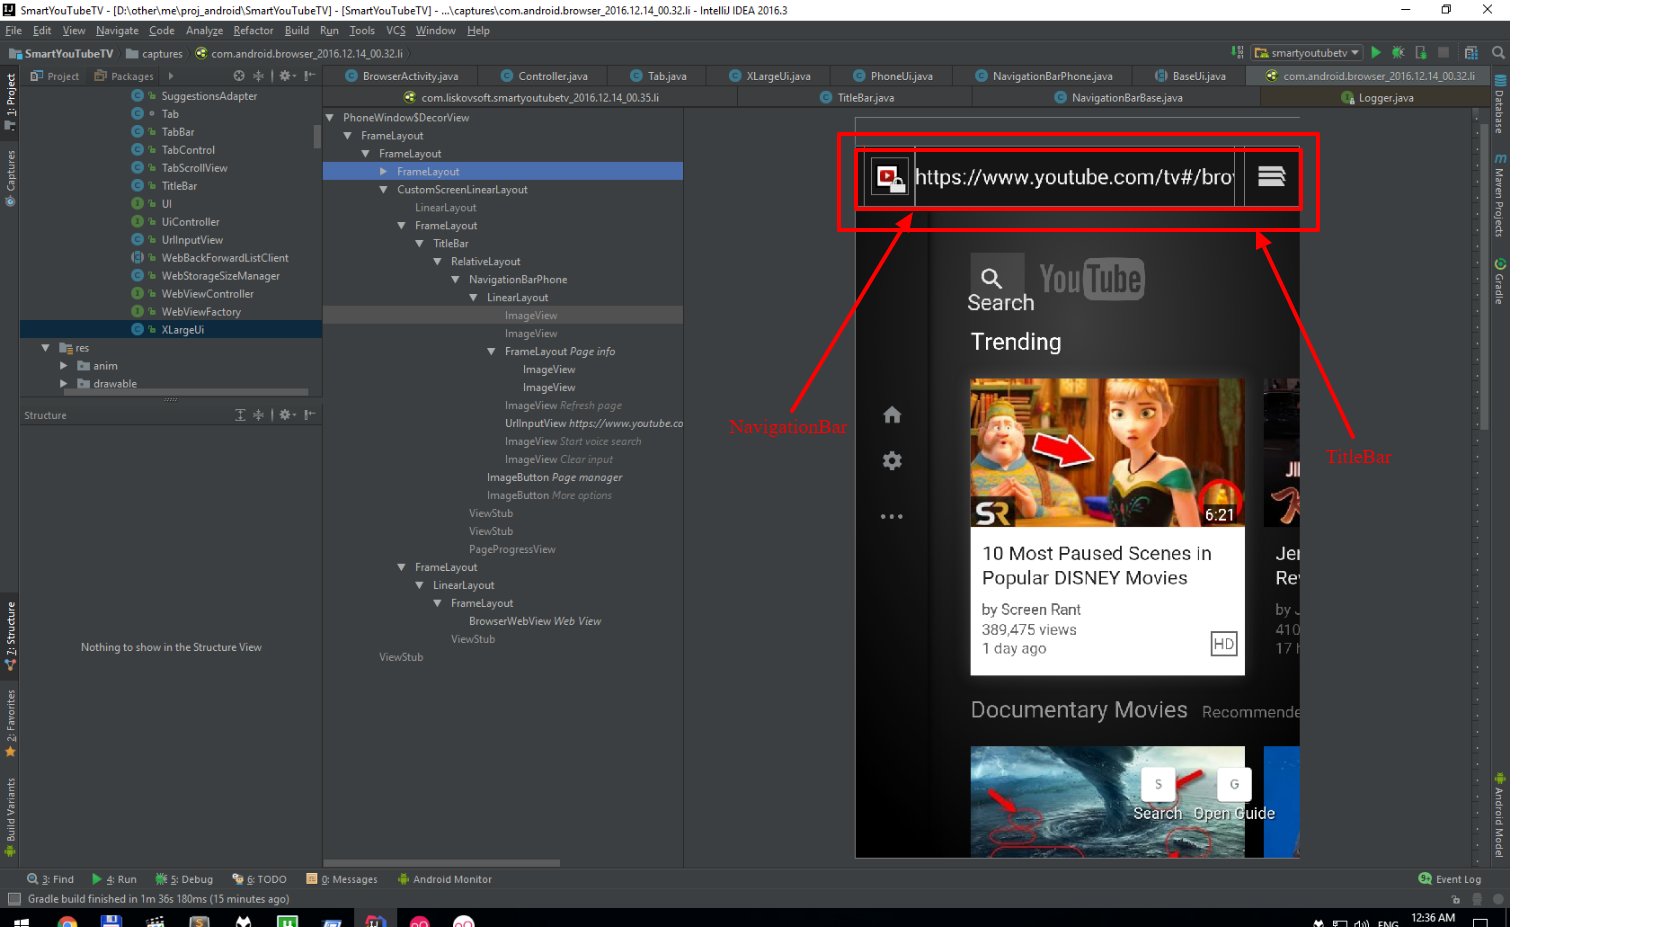 SmartYouTubeTV - [D:\other\me\proj_android\SmartYouTubeTV] - [SmartYouTubeTV] - ...\captures\com.android.browser_2016.12.14_00.32.li - IntelliJ IDEA 2016.3
File Edit View Navigate Code Analyze Refactor Build Run Tools VCS Window Help
SmartYouTubeTV captures com.android.browser_2016.12.14_00.32.li smartyoutubetv
Project Packages
BrowserActivity.java Controller.java Tab.java XLargeUi.java PhoneUi.java NavigationBarPhone.java BaseUi.java com.android.browser_2016.12.14_00.32.li
com.liskovsoft.smartyoutubetv_2016.12.14_00.35.li TitleBar.java NavigationBarBase.java Logger.java
1: Project
Captures
7: Structure
2: Favorites
Build Variants
SuggestionsAdapter
Tab
TabBar
TabControl
TabScrollView
TitleBar
UI
UiController
UrlInputView
WebBackForwardListClient
WebStorageSizeManager
WebViewController
WebViewFactory
XLargeUi
res
anim
drawable
Structure
Nothing to show in the Structure View
PhoneWindow$DecorView
FrameLayout
FrameLayout
FrameLayout
CustomScreenLinearLayout
LinearLayout
FrameLayout
TitleBar
RelativeLayout
NavigationBarPhone
LinearLayout
ImageView
ImageView
FrameLayout Page info
ImageView
ImageView
ImageView Refresh page
UrlInputView https://www.youtube.co
ImageView Start voice search
ImageView Clear input
ImageButton Page manager
ImageButton More options
ViewStub
ViewStub
PageProgressView
FrameLayout
LinearLayout
FrameLayout
BrowserWebView Web View
ViewStub
ViewStub
https://www.youtube.com/tv#/brow
YouTube
Search
Trending
NavigationBar
TitleBar
SR
6:21
10 Most Paused Scenes in
Popular DISNEY Movies
by Screen Rant
389,475 views
1 day ago
HD
Jer
Rev
by J
410
17 h
Documentary Movies Recommende
S G
Search Open Guide
Database
Maven Projects
Gradle
Android Model
3: Find 4: Run 5: Debug 6: TODO 0: Messages Android Monitor Event Log
Gradle build finished in 1m 36s 180ms (15 minutes ago)
ENG 12:36 AM